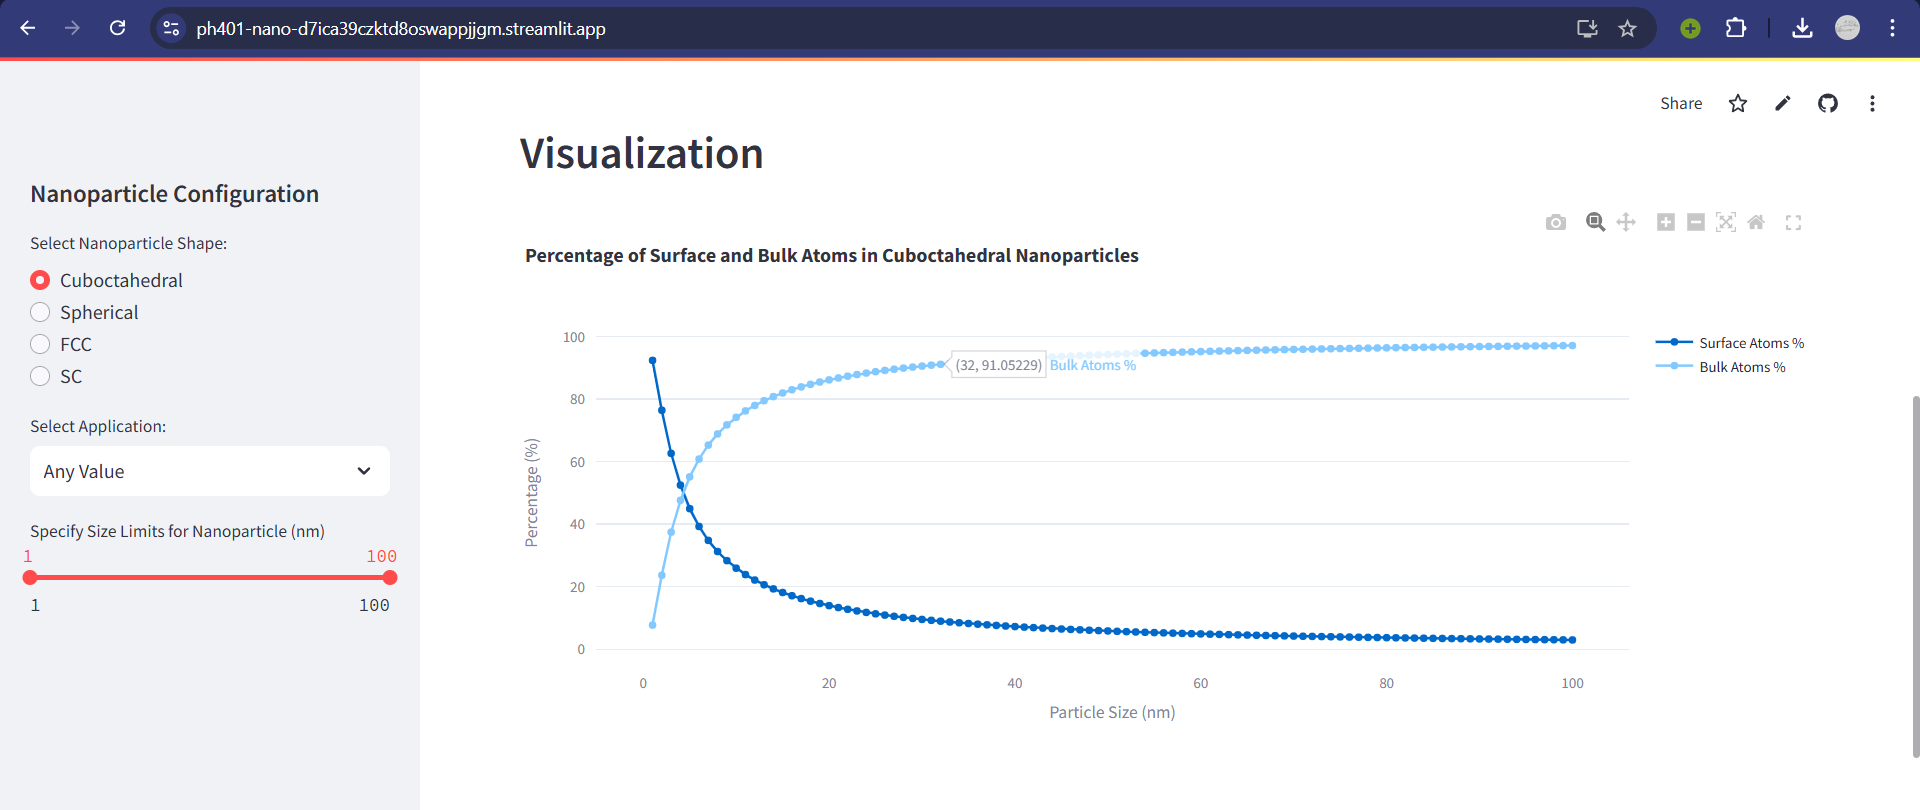 ph401-nano-d7ica39czktd8oswappjjgm.streamlit.app
Share
Nanoparticle Configuration
Select Nanoparticle Shape:
Cuboctahedral
Spherical
FCC
SC
Select Application:
Any Value
Specify Size Limits for Nanoparticle (nm)
1 100
1 100
Visualization
Percentage of Surface and Bulk Atoms in Cuboctahedral Nanoparticles
100
80
60
40
20
0
Percentage (%)
(32, 91.05229) Bulk Atoms %
0 20 40 60 80 100
Particle Size (nm)
Surface Atoms %
Bulk Atoms %